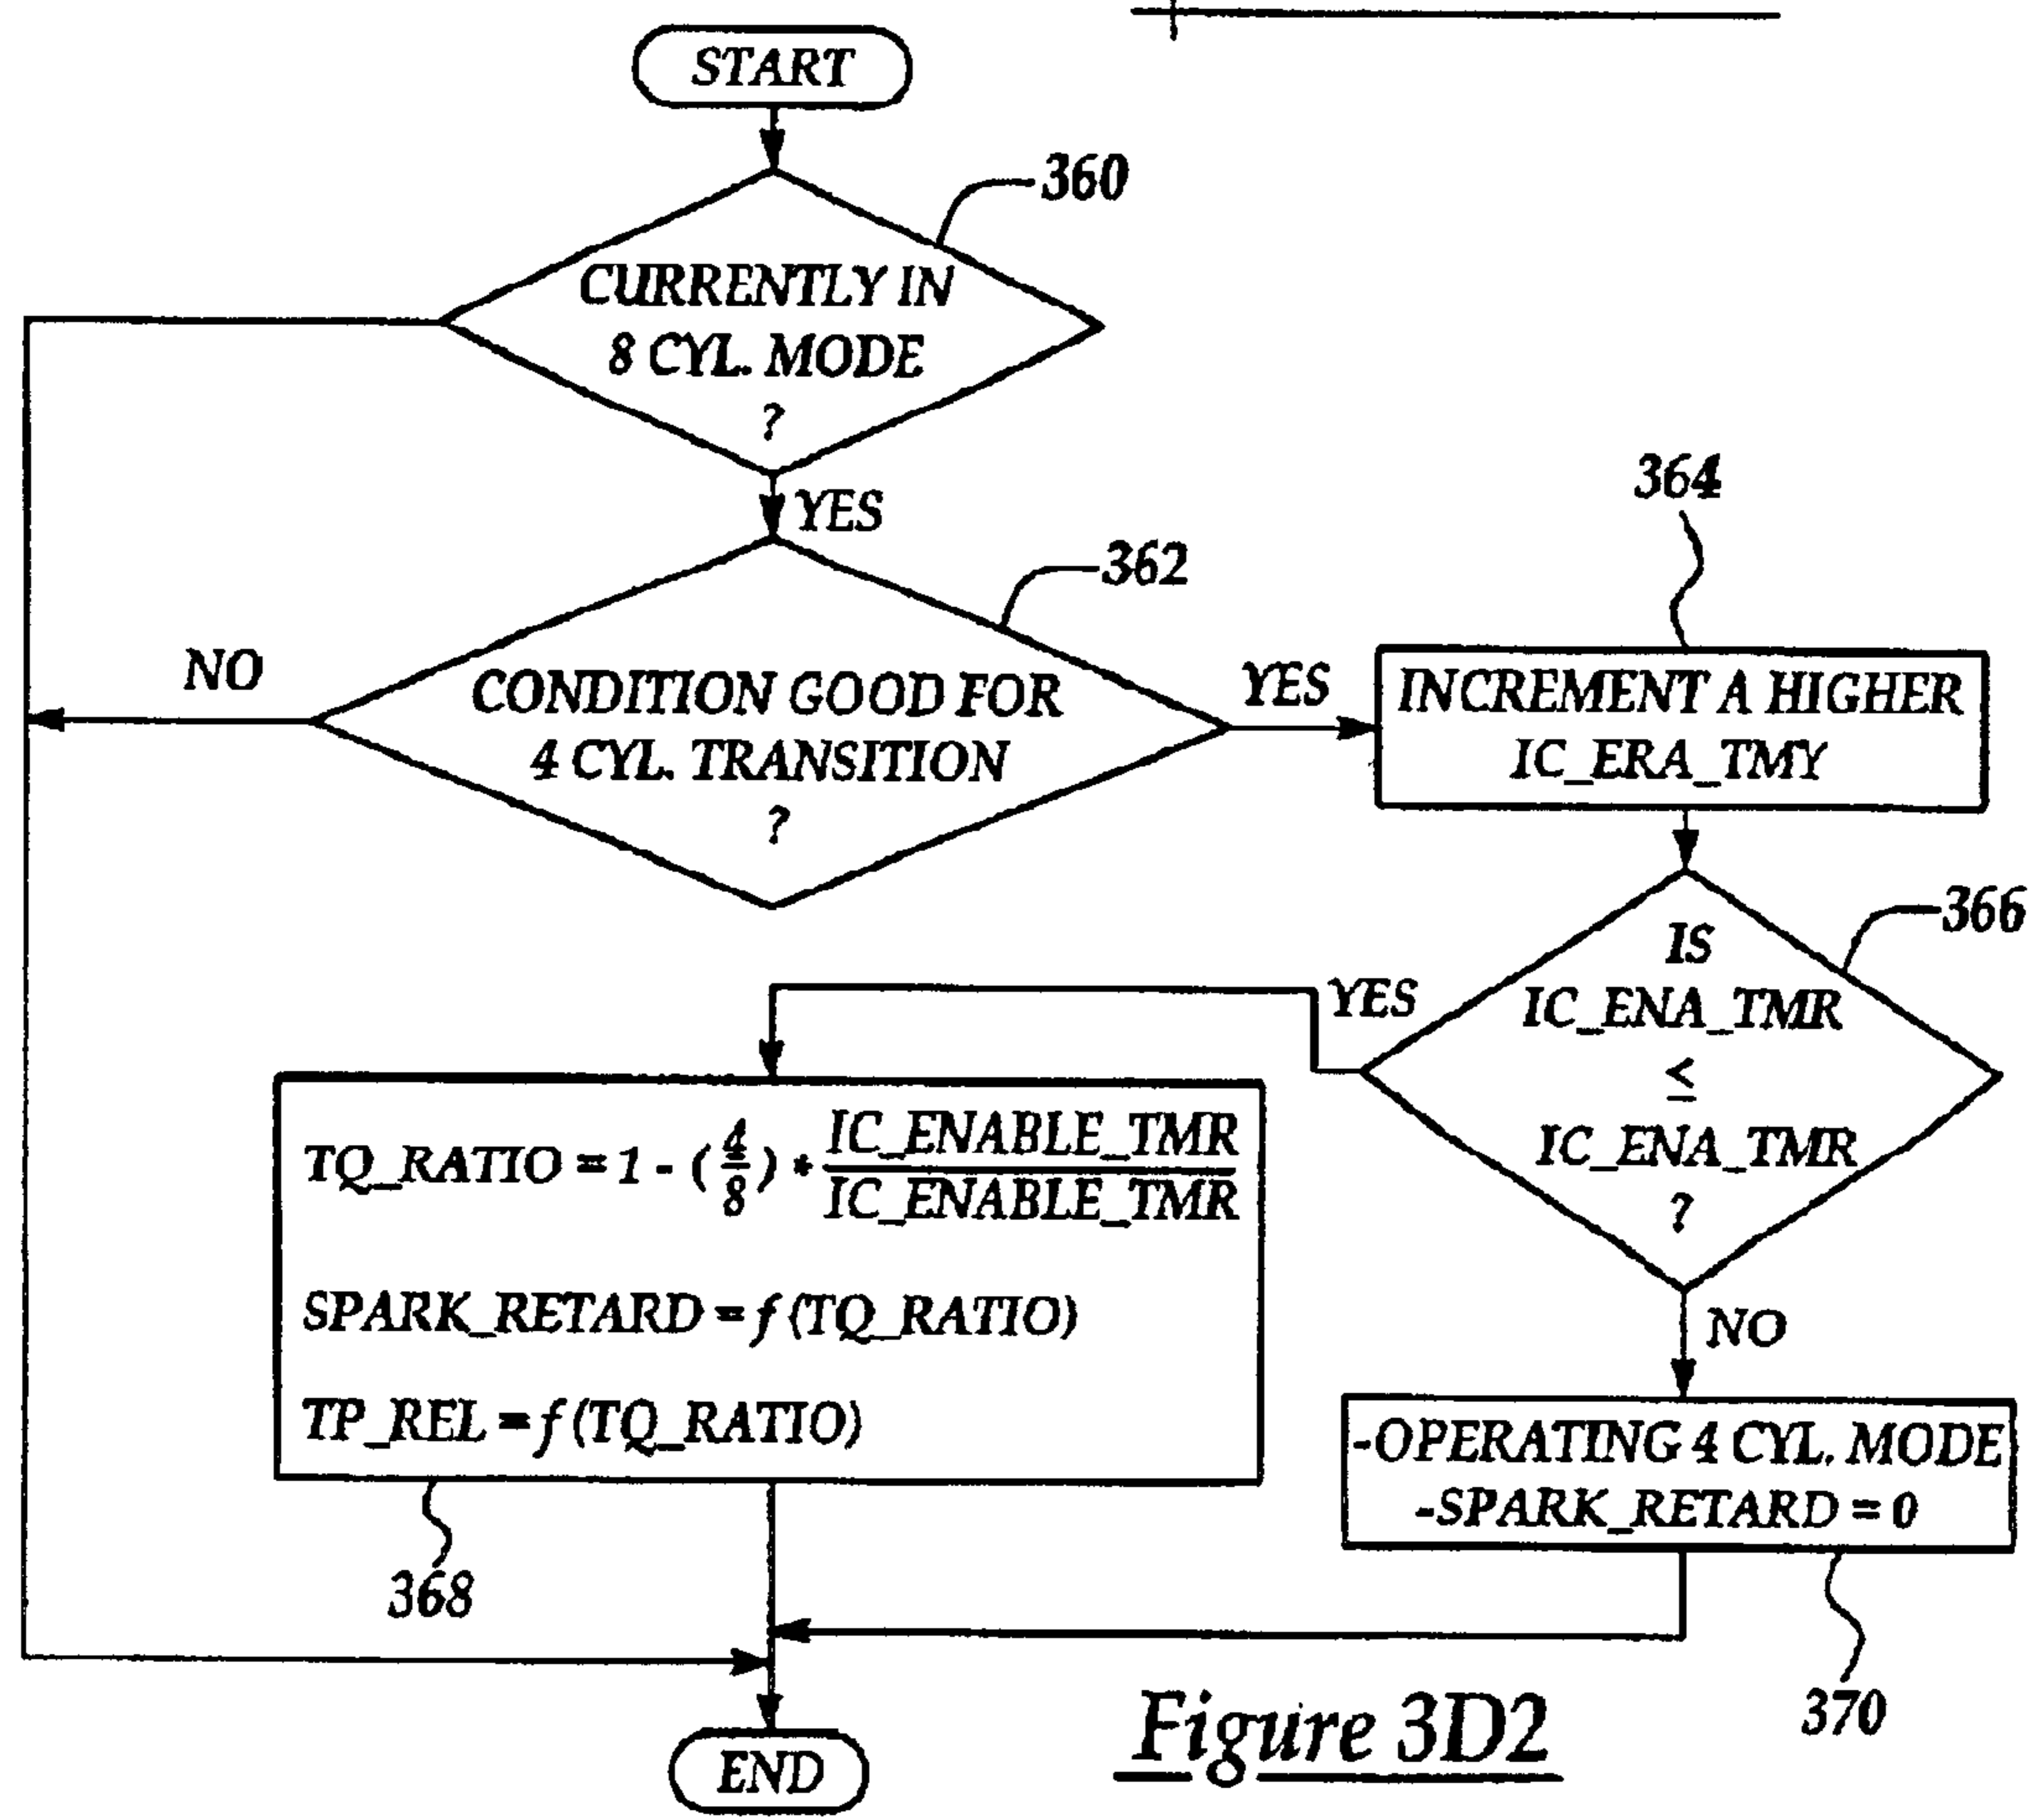 START
360
CURRENTLY IN
8 CYL. MODE
?
YES
362
364
NO
CONDITION GOOD FOR
4 CYL. TRANSITION
?
YES
INCREMENT A HIGHER
IC_ERA_TMY
366
IS
IC_ENA_TMR
≤
IC_ENA_TMR
?
YES
TQ_RATIO = 1 - (4/8) * IC_ENABLE_TMR / IC_ENABLE_TMR
SPARK_RETARD = f (TQ_RATIO)
TP_REL = f (TQ_RATIO)
NO
-OPERATING 4 CYL. MODE
-SPARK_RETARD = 0
368
370
END
Figure 3D2